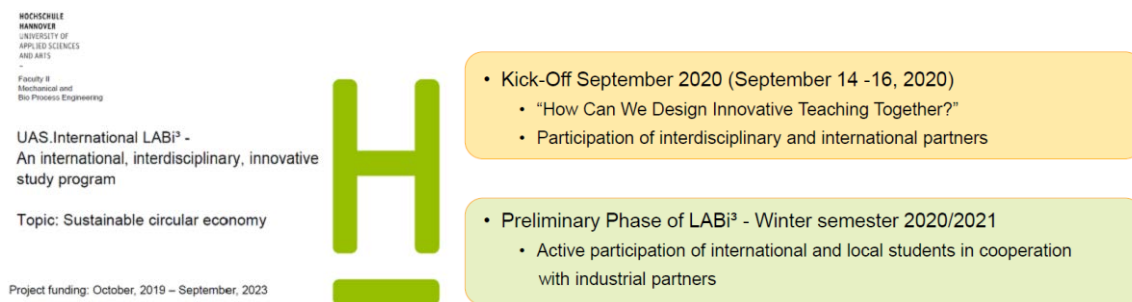 HOCHSCHULE
HANNOVER
UNIVERSITY OF
APPLIED SCIENCES
AND ARTS
-
Faculty II
Mechanical and
Bio Process Engineering
UAS.International LABi³ -
An international, interdisciplinary, innovative
study program
Topic: Sustainable circular economy
Project funding: October, 2019 – September, 2023
H
• Kick-Off September 2020 (September 14 -16, 2020)
• “How Can We Design Innovative Teaching Together?”
• Participation of interdisciplinary and international partners
• Preliminary Phase of LABi³ - Winter semester 2020/2021
• Active participation of international and local students in cooperation
with industrial partners